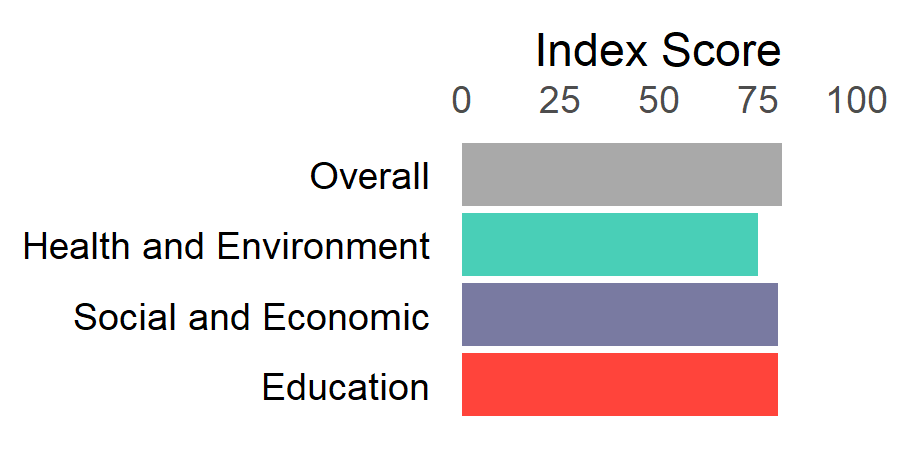 Index Score
0 25 50 75 100
Overall
Health and Environment
Social and Economic
Education